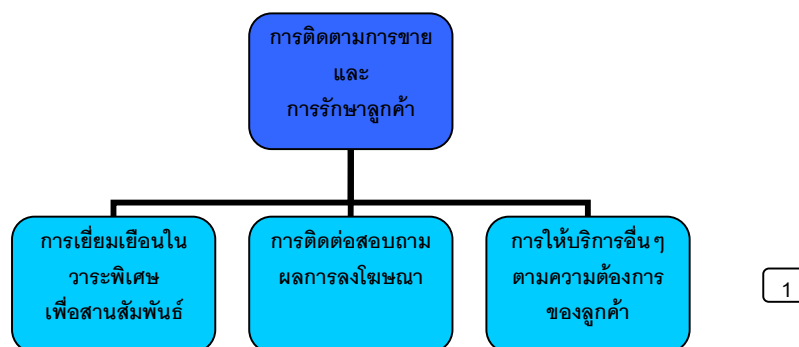 การติดตามการขาย
และ
การรักษาลูกค้า
การเยี่ยมเยือนใน
วาระพิเศษ
เพื่อสานสัมพันธ์
การติดต่อสอบถาม
ผลการลงโฆษณา
การให้บริการอื่นๆ
ตามความต้องการ
ของลูกค้า
1